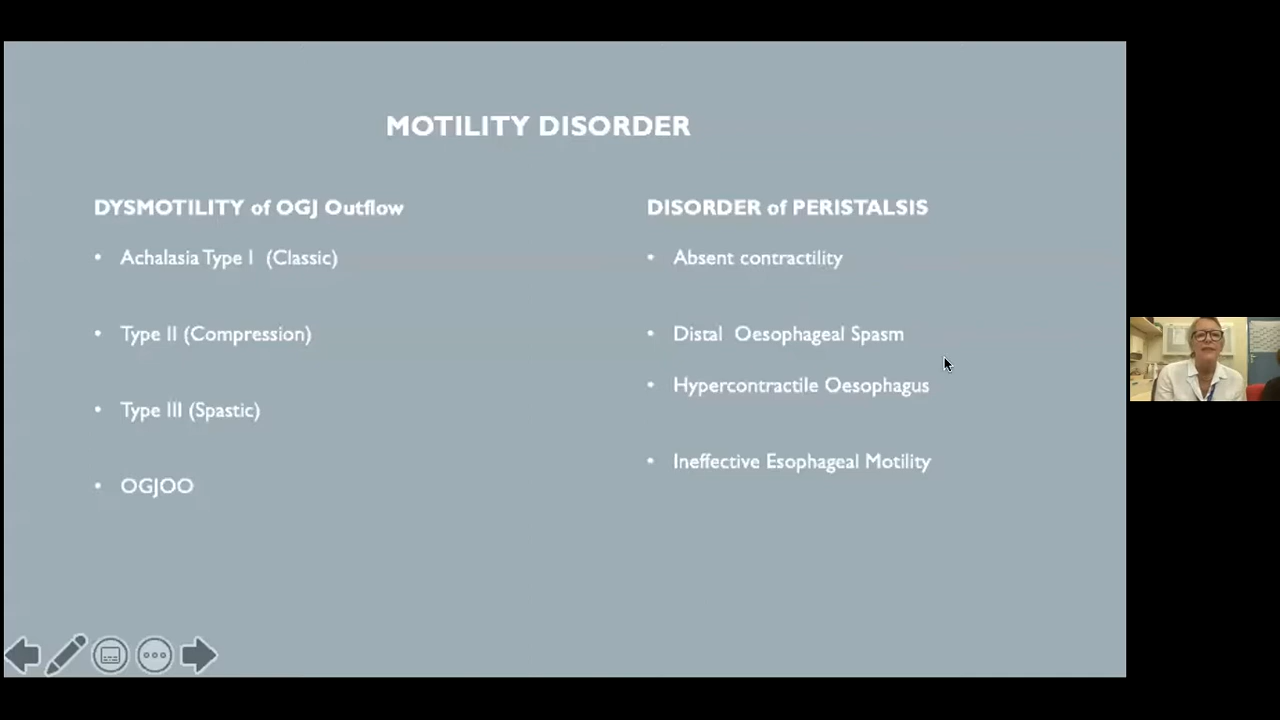 MOTILITY DISORDER
DYSMOTILITY of OGJ Outflow
• Achalasia Type I (Classic)
• Type II (Compression)
• Type III (Spastic)
• OGJOO
DISORDER of PERISTALSIS
• Absent contractility
• Distal Oesophageal Spasm
• Hypercontractile Oesophagus
• Ineffective Esophageal Motility